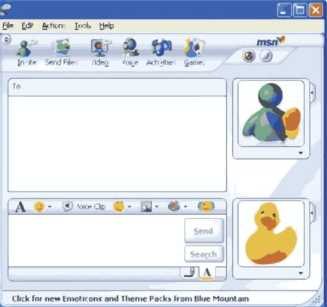 File Edit Actions Tools Help
msn
Invite Send Files Video Voice Activities Games
To
A Voice Clip
Send
Search
A
Click for new Emoticons and Theme Packs from Blue Mountain